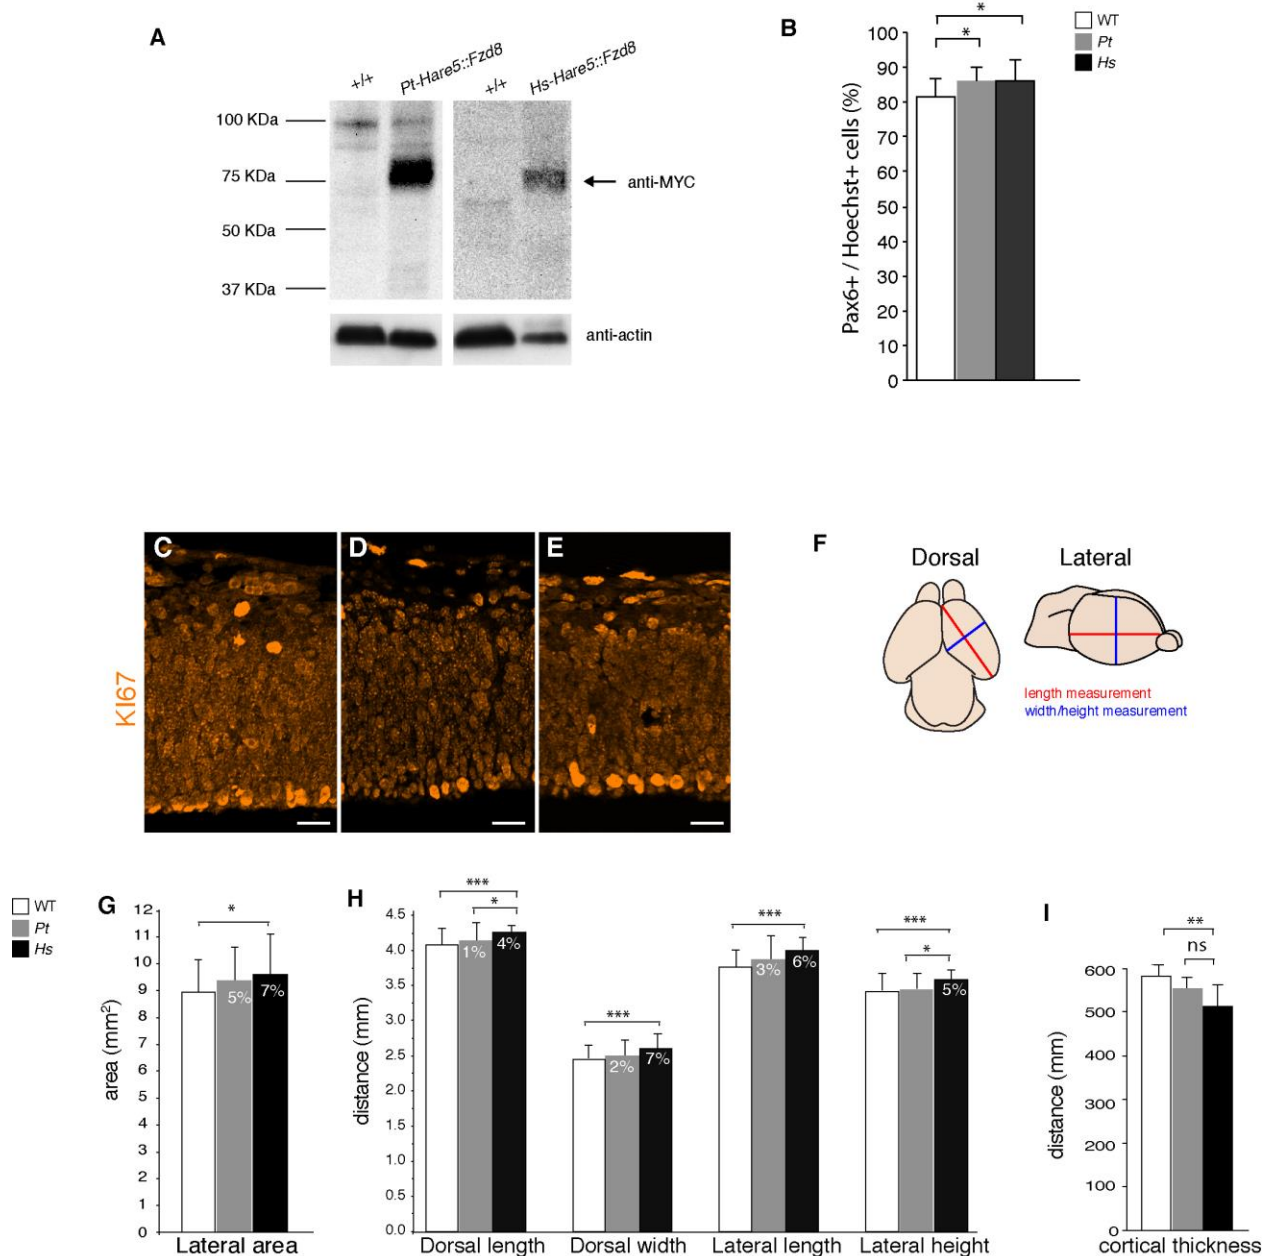 A
+/+
Pt-Hare5::Fzd8
+/+
Hs-Hare5::Fzd8
100 KDa
75 KDa
50 KDa
37 KDa
anti-MYC
anti-actin
B
*
*
WT
Pt
Hs
Pax6+ / Hoechst+ cells (%)
100
90
80
70
60
50
40
30
20
10
0
C
D
E
KI67
F
Dorsal
Lateral
length measurement
width/height measurement
WT
Pt
Hs
G
area (mm²)
12
11
10
9
8
7
6
5
4
3
2
1
0
*
5%
7%
Lateral area
H
distance (mm)
4.5
4.0
3.5
3.0
2.5
2.0
1.5
1.0
0.5
0.0
***
*
1%
4%
***
2%
7%
***
3%
6%
***
*
5%
Dorsal length
Dorsal width
Lateral length
Lateral height
I
distance (mm)
600
500
400
300
200
100
0
**
ns
cortical thickness